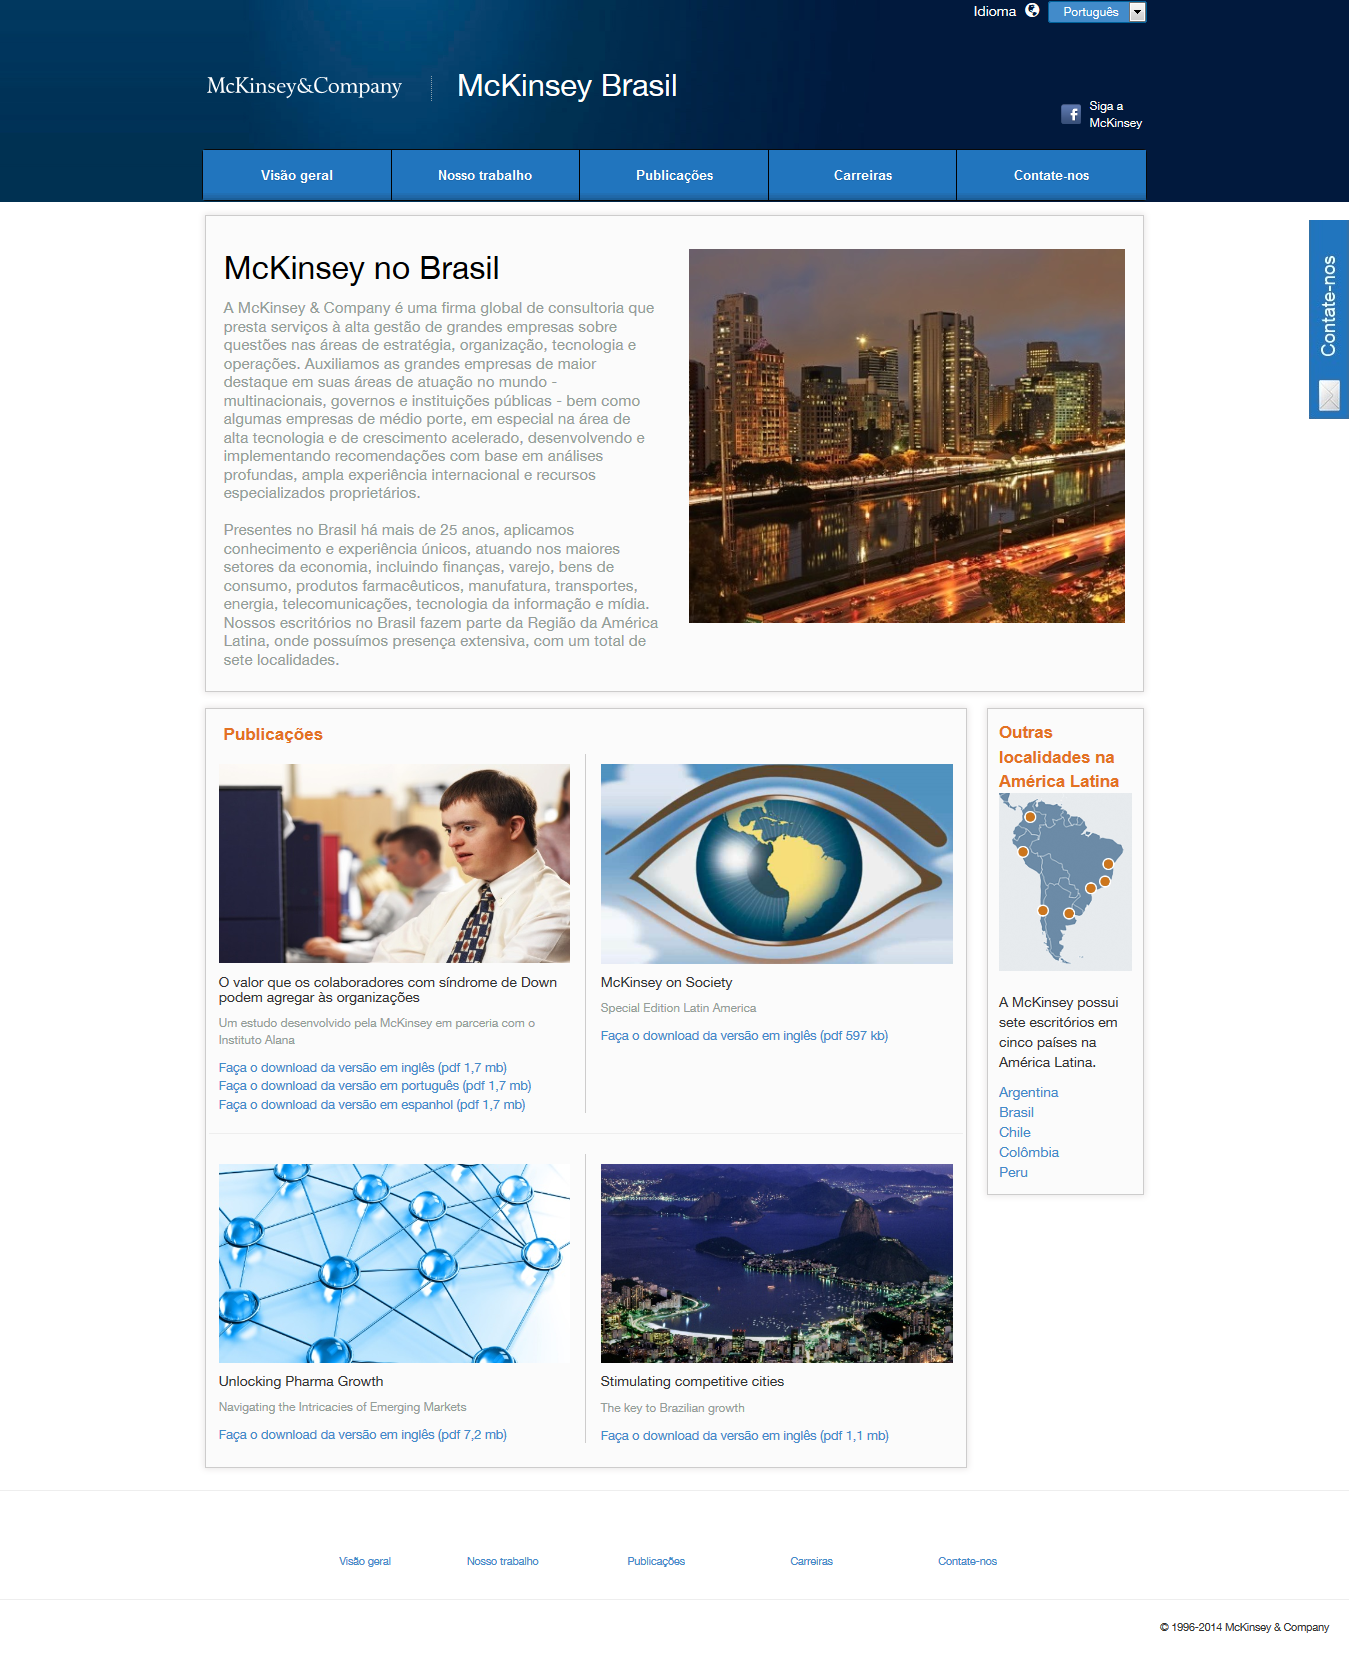 Idioma Português
McKinsey&Company McKinsey Brasil
Siga a
McKinsey
Visão geral Nosso trabalho Publicações Carreiras Contate-nos
Contate-nos
McKinsey no Brasil
A McKinsey & Company é uma firma global de consultoria que
presta serviços à alta gestão de grandes empresas sobre
questões nas áreas de estratégia, organização, tecnologia e
operações. Auxiliamos as grandes empresas de maior
destaque em suas áreas de atuação no mundo -
multinacionais, governos e instituições públicas - bem como
algumas empresas de médio porte, em especial na área de
alta tecnologia e de crescimento acelerado, desenvolvendo e
implementando recomendações com base em análises
profundas, ampla experiência internacional e recursos
especializados proprietários.
Presentes no Brasil há mais de 25 anos, aplicamos
conhecimento e experiência únicos, atuando nos maiores
setores da economia, incluindo finanças, varejo, bens de
consumo, produtos farmacêuticos, manufatura, transportes,
energia, telecomunicações, tecnologia da informação e mídia.
Nossos escritórios no Brasil fazem parte da Região da América
Latina, onde possuímos presença extensiva, com um total de
sete localidades.
Publicações
O valor que os colaboradores com síndrome de Down
podem agregar às organizações
Um estudo desenvolvido pela McKinsey em parceria com o
Instituto Alana
Faça o download da versão em inglês (pdf 1,7 mb)
Faça o download da versão em português (pdf 1,7 mb)
Faça o download da versão em espanhol (pdf 1,7 mb)
McKinsey on Society
Special Edition Latin America
Faça o download da versão em inglês (pdf 597 kb)
Unlocking Pharma Growth
Navigating the Intricacies of Emerging Markets
Faça o download da versão em inglês (pdf 7,2 mb)
Stimulating competitive cities
The key to Brazilian growth
Faça o download da versão em inglês (pdf 1,1 mb)
Outras
localidades na
América Latina
A McKinsey possui
sete escritórios em
cinco países na
América Latina.
Argentina
Brasil
Chile
Colômbia
Peru
Visão geral Nosso trabalho Publicações Carreiras Contate-nos
© 1996-2014 McKinsey & Company